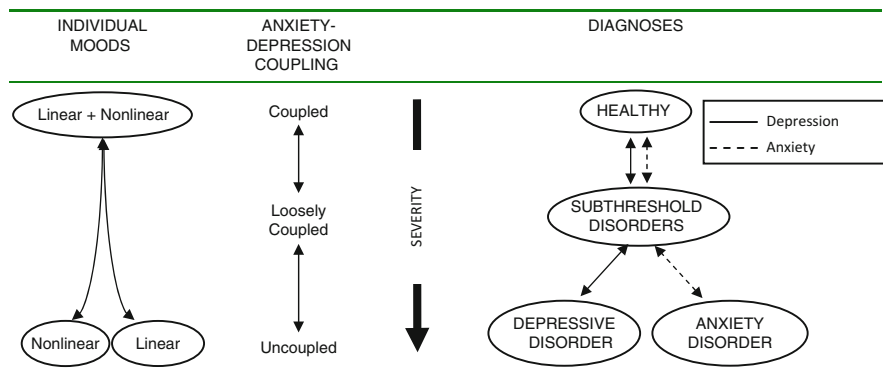 INDIVIDUAL
MOODS
ANXIETY-
DEPRESSION
COUPLING
DIAGNOSES
Linear + Nonlinear
Nonlinear
Linear
Coupled
Loosely
Coupled
Uncoupled
SEVERITY
HEALTHY
SUBTHRESHOLD
DISORDERS
DEPRESSIVE
DISORDER
ANXIETY
DISORDER
Depression
Anxiety